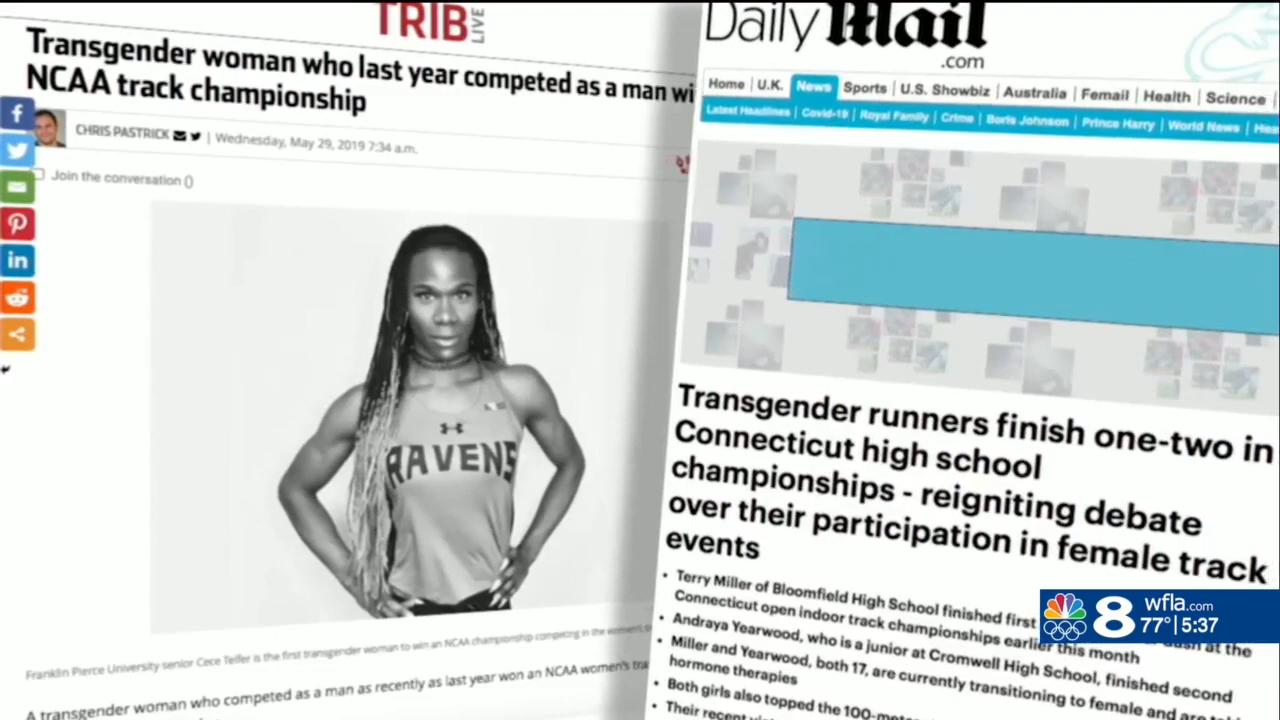 TRIB
LIVE
Transgender woman who last year competed as a man
NCAA track championship
CHRIS PASTRICK | Wednesday, May 29, 2019 7:34 a.m.
Join the conversation ()
RAVENS
Franklin Pierce University senior Cece Telfer is the first transgender woman to win an NCAA championship competing in the
A transgender woman who competed as a man as recently as last year won an NCAA women's
Daily Mail
.com
Home | U.K. News Sports | U.S. Showbiz | Australia | Femail | Health | Science
Latest Headlines | Covid-19 | Royal Family | Crime | Boris Johnson | Prince Harry | World News |
Transgender runners finish one-two in
Connecticut high school
championships - reigniting debate
over their participation in female track
events
• Terry Miller of Bloomfield High School finished first dash at the
Connecticut open indoor track championships earlier this month
• Andraya Yearwood, who is a junior at Cromwell High School, finished second
• Miller and Yearwood, both 17, are currently transitioning to female and are
hormone therapies
• Both girls also topped the
• Their recent
8 wfla.com
77° | 5:37